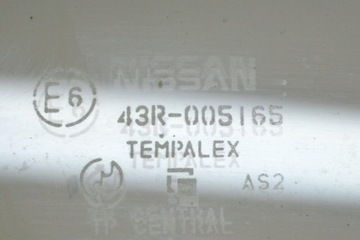 NISSAN
E6 43R-005165
TEMPALEX
AS2
TP CENTRAL